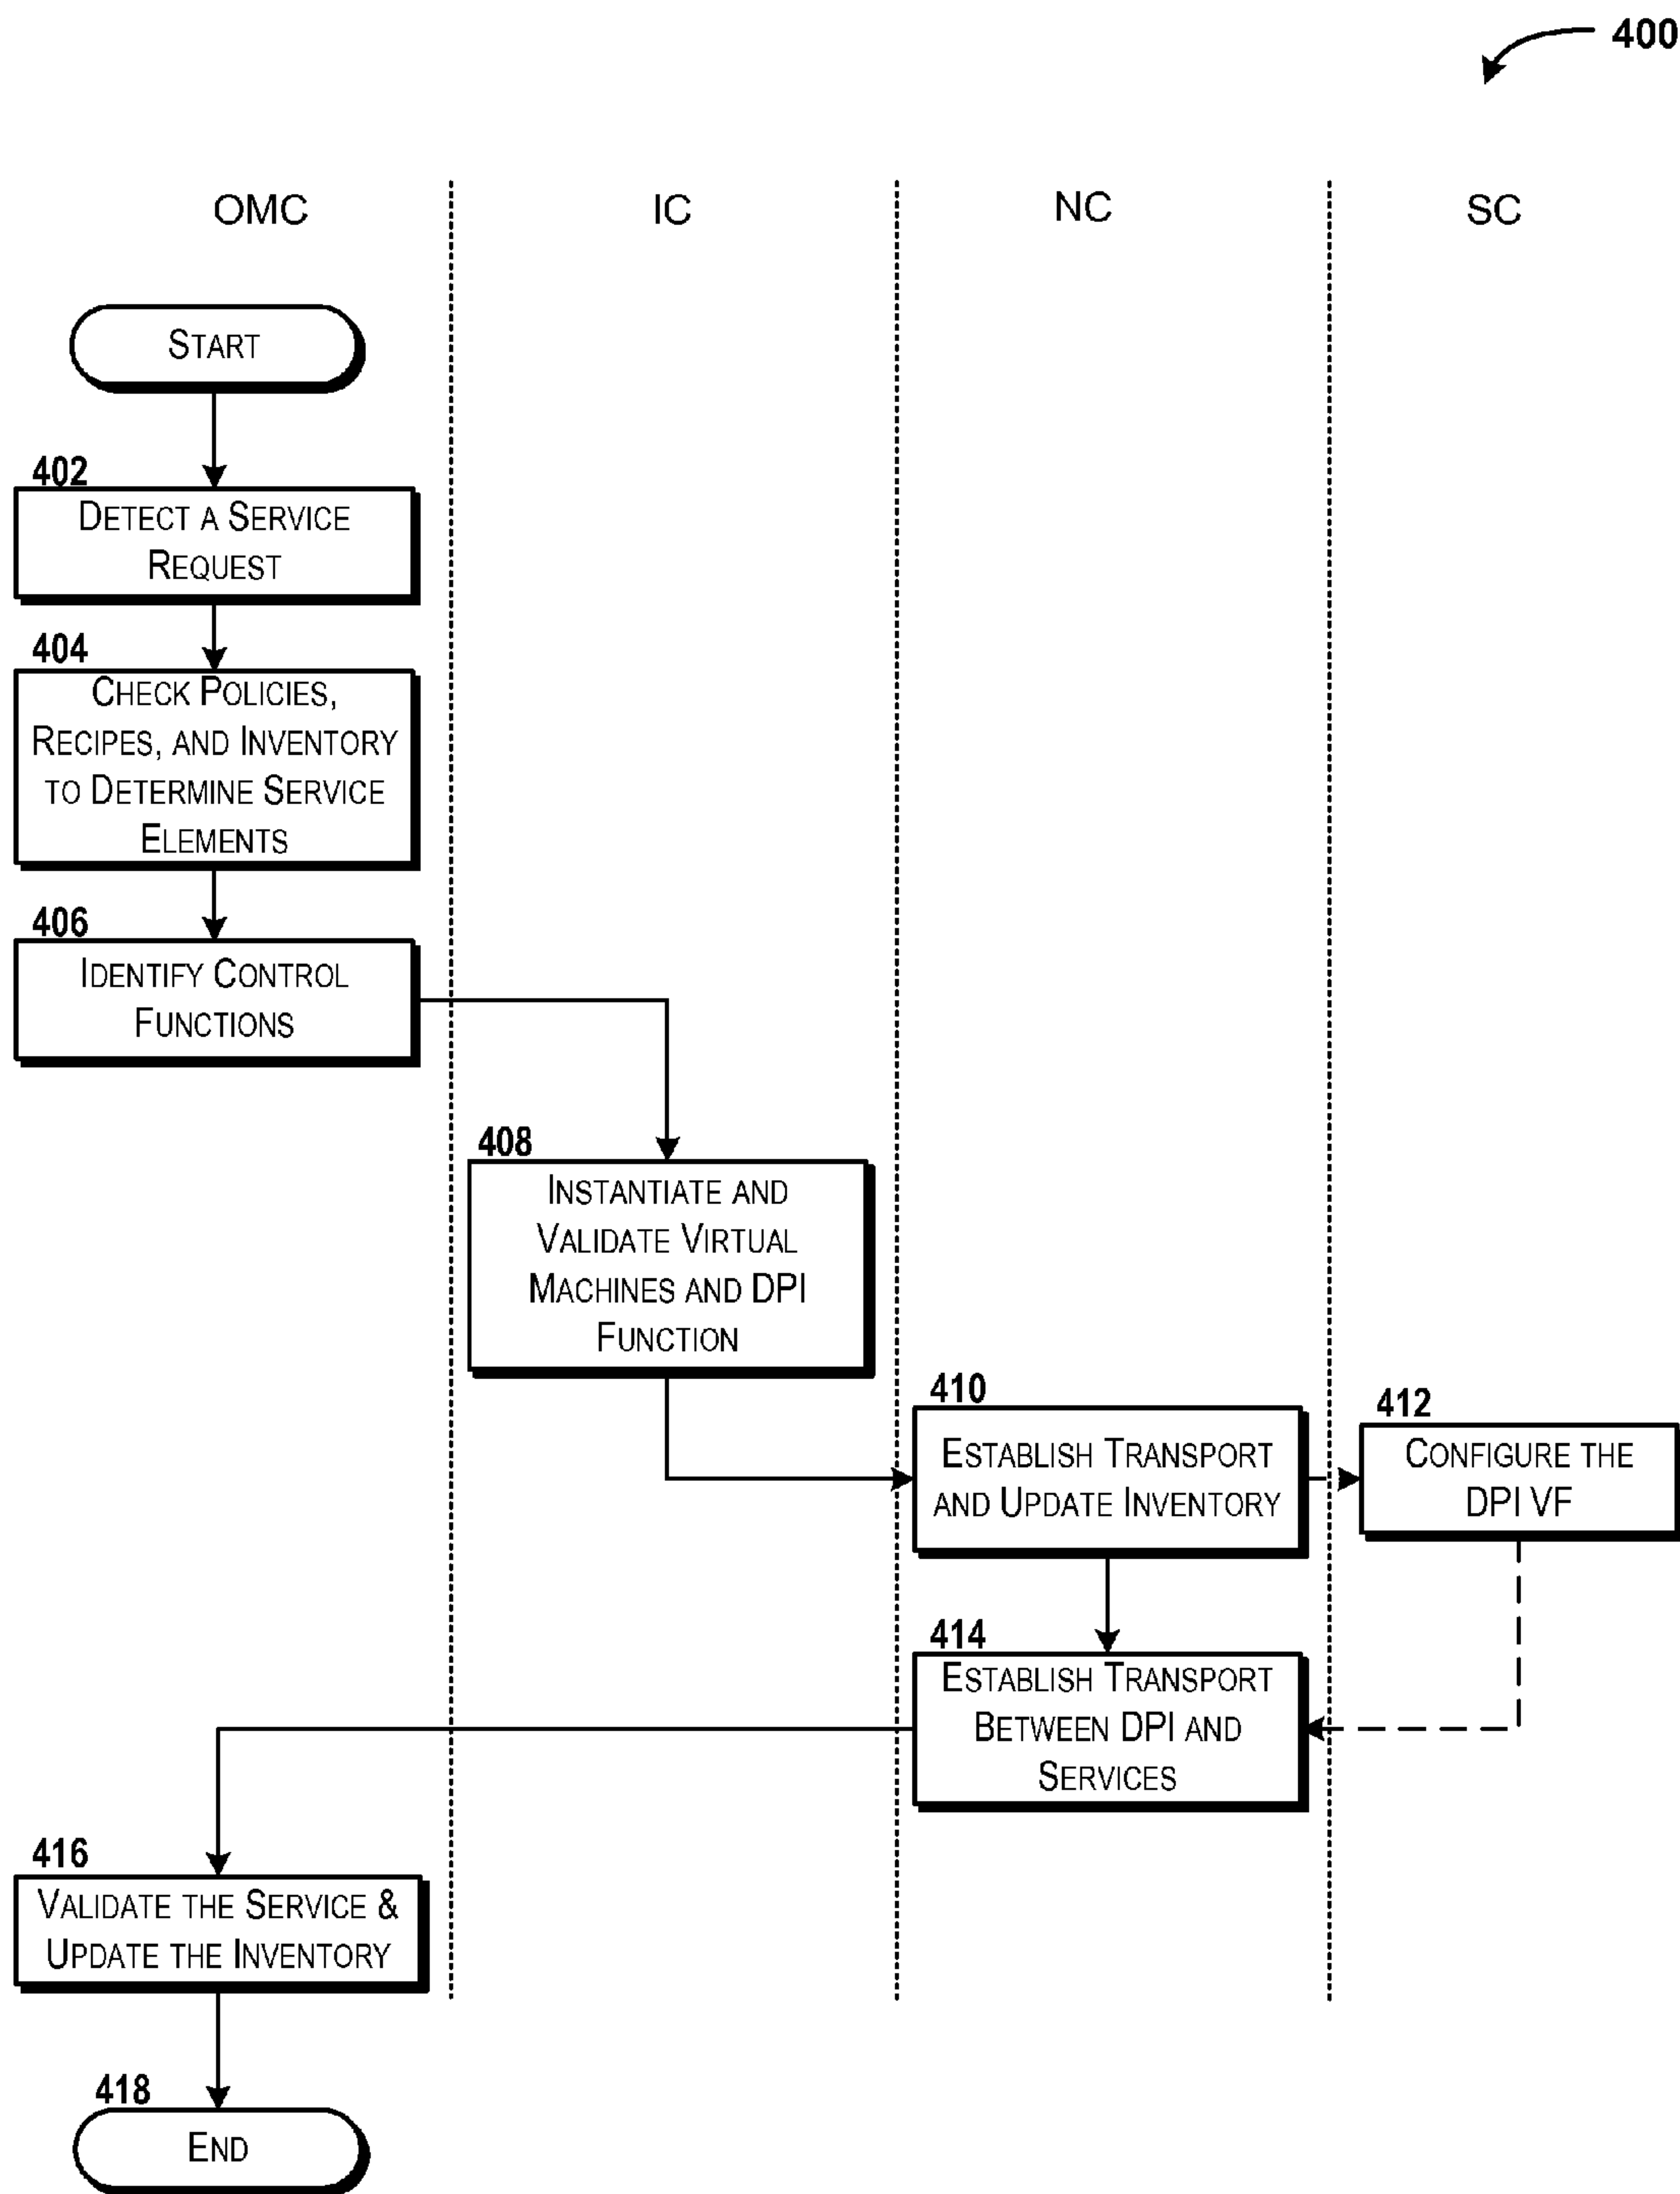 400
OMC
IC
NC
SC
START
402
DETECT A SERVICE
REQUEST
404
CHECK POLICIES,
RECIPES, AND INVENTORY
TO DETERMINE SERVICE
ELEMENTS
406
IDENTIFY CONTROL
FUNCTIONS
408
INSTANTIATE AND
VALIDATE VIRTUAL
MACHINES AND DPI
FUNCTION
410
ESTABLISH TRANSPORT
AND UPDATE INVENTORY
412
CONFIGURE THE
DPI VF
414
ESTABLISH TRANSPORT
BETWEEN DPI AND
SERVICES
416
VALIDATE THE SERVICE &
UPDATE THE INVENTORY
418
END